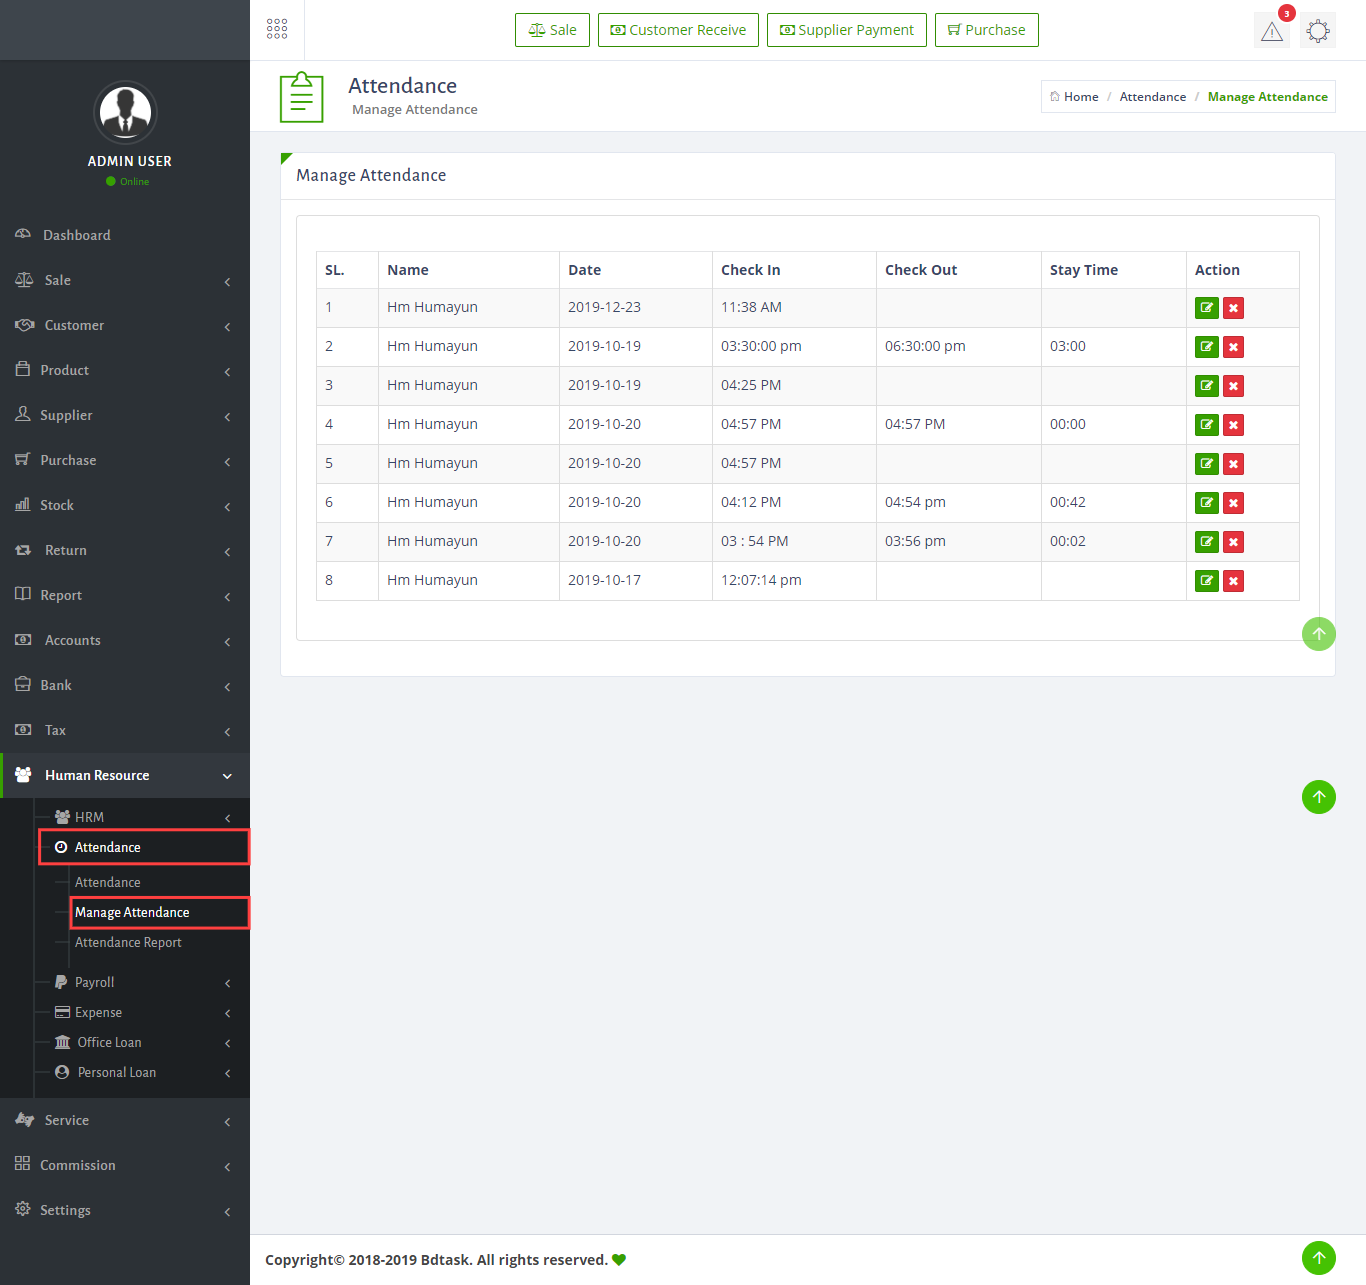 Sale
Customer Receive
Supplier Payment
Purchase
3
ADMIN USER
Online
Dashboard
Sale
Customer
Product
Supplier
Purchase
Stock
Return
Report
Accounts
Bank
Tax
Human Resource
HRM
Attendance
Attendance
Manage Attendance
Attendance Report
Payroll
Expense
Office Loan
Personal Loan
Service
Commission
Settings
Attendance
Manage Attendance
Home / Attendance / Manage Attendance
Manage Attendance
SL. Name Date Check In Check Out Stay Time Action
1 Hm Humayun 2019-12-23 11:38 AM
2 Hm Humayun 2019-10-19 03:30:00 pm 06:30:00 pm 03:00
3 Hm Humayun 2019-10-19 04:25 PM
4 Hm Humayun 2019-10-20 04:57 PM 04:57 PM 00:00
5 Hm Humayun 2019-10-20 04:57 PM
6 Hm Humayun 2019-10-20 04:12 PM 04:54 pm 00:42
7 Hm Humayun 2019-10-20 03 : 54 PM 03:56 pm 00:02
8 Hm Humayun 2019-10-17 12:07:14 pm
Copyright© 2018-2019 Bdtask. All rights reserved.